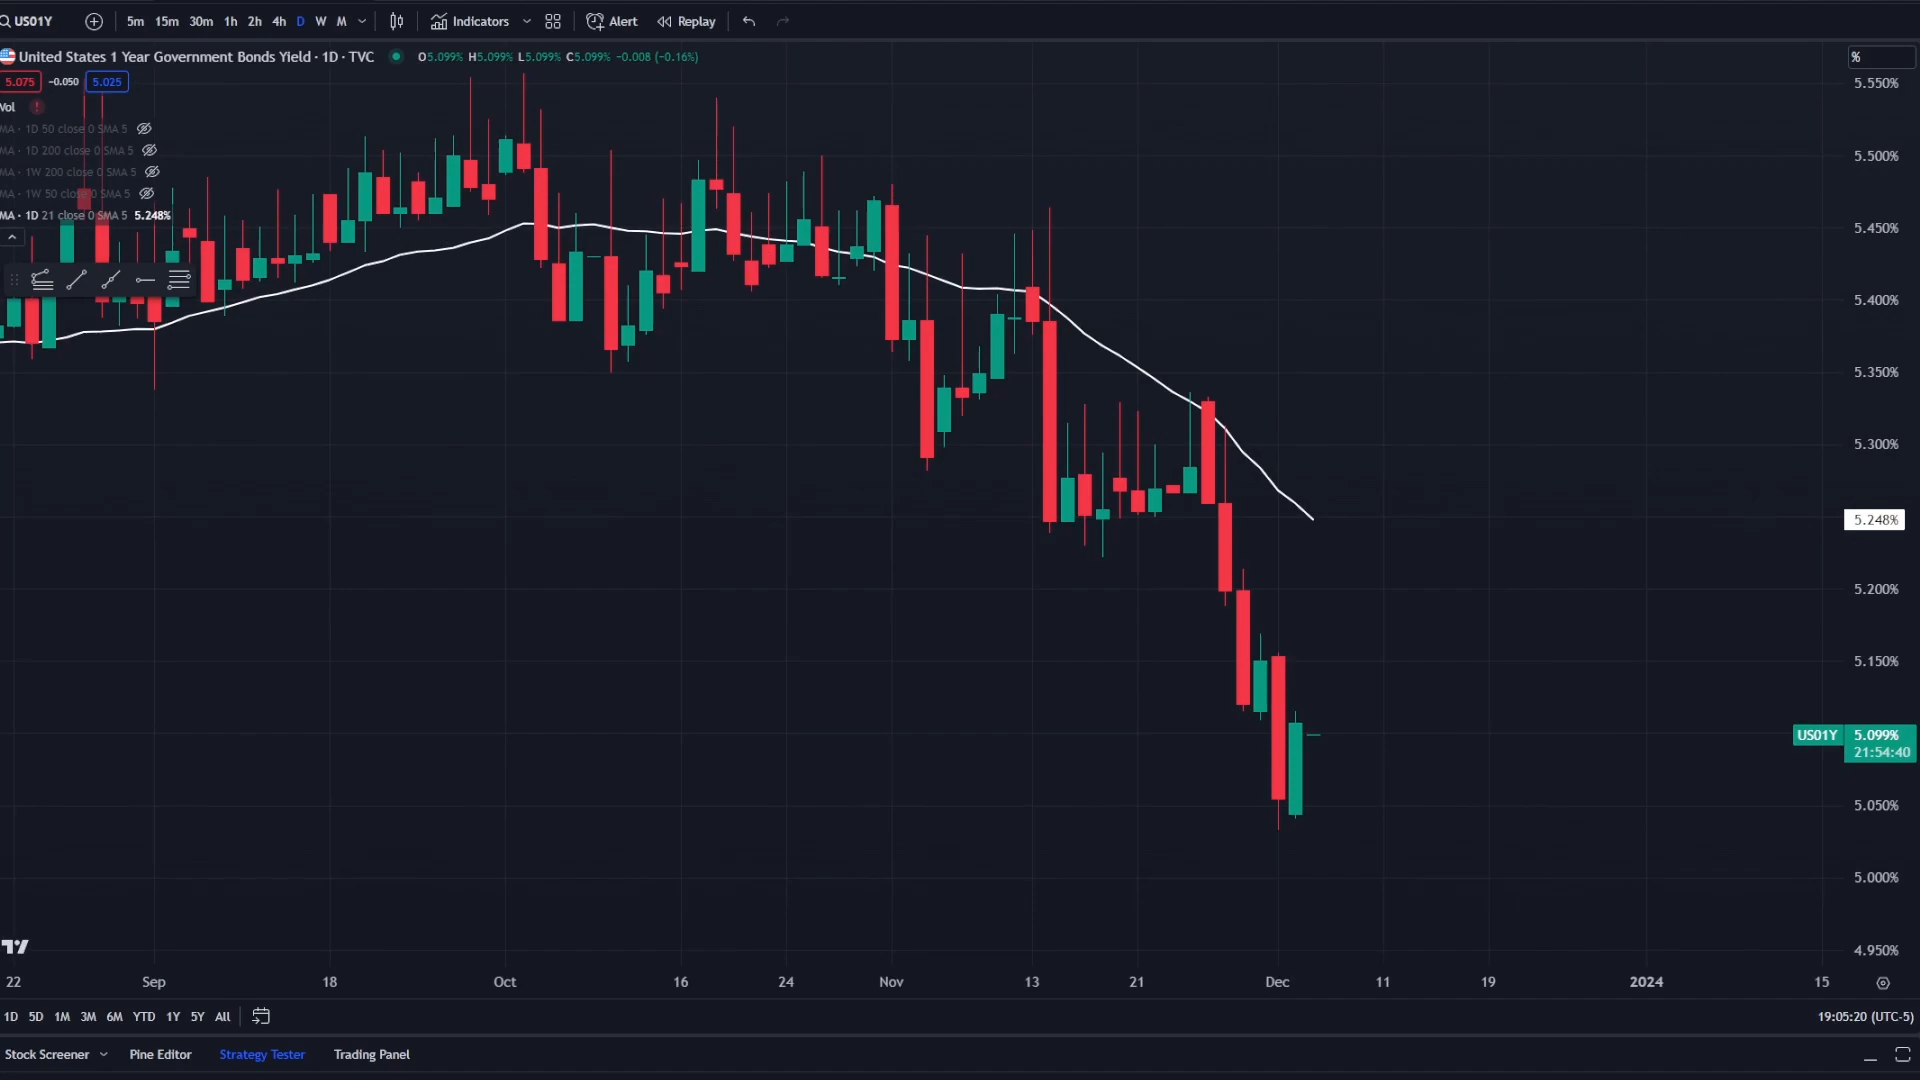 US01Y 5m 15m 30m 1h 2h 4h D W M Indicators Alert Replay
United States 1 Year Government Bonds Yield · 1D · TVC O5.099% H5.099% L5.099% C5.099% -0.008 (-0.16%)
%
5.075 -0.050 5.025
5.550%
Vol
MA · 1D 50 close 0 SMA 5
MA · 1D 200 close 0 SMA 5
5.500%
MA · 1W 200 close 0 SMA 5
MA · 1W 50 close 0 SMA 5
MA · 1D 21 close 0 SMA 5 5.248%
5.450%
5.400%
5.350%
5.300%
5.248%
5.200%
5.150%
US01Y 5.099%
21:54:40
5.050%
5.000%
4.950%
22 Sep 18 Oct 16 24 Nov 13 21 Dec 11 19 2024 15
1D 5D 1M 3M 6M YTD 1Y 5Y All 19:05:20 (UTC-5)
Stock Screener Pine Editor Strategy Tester Trading Panel